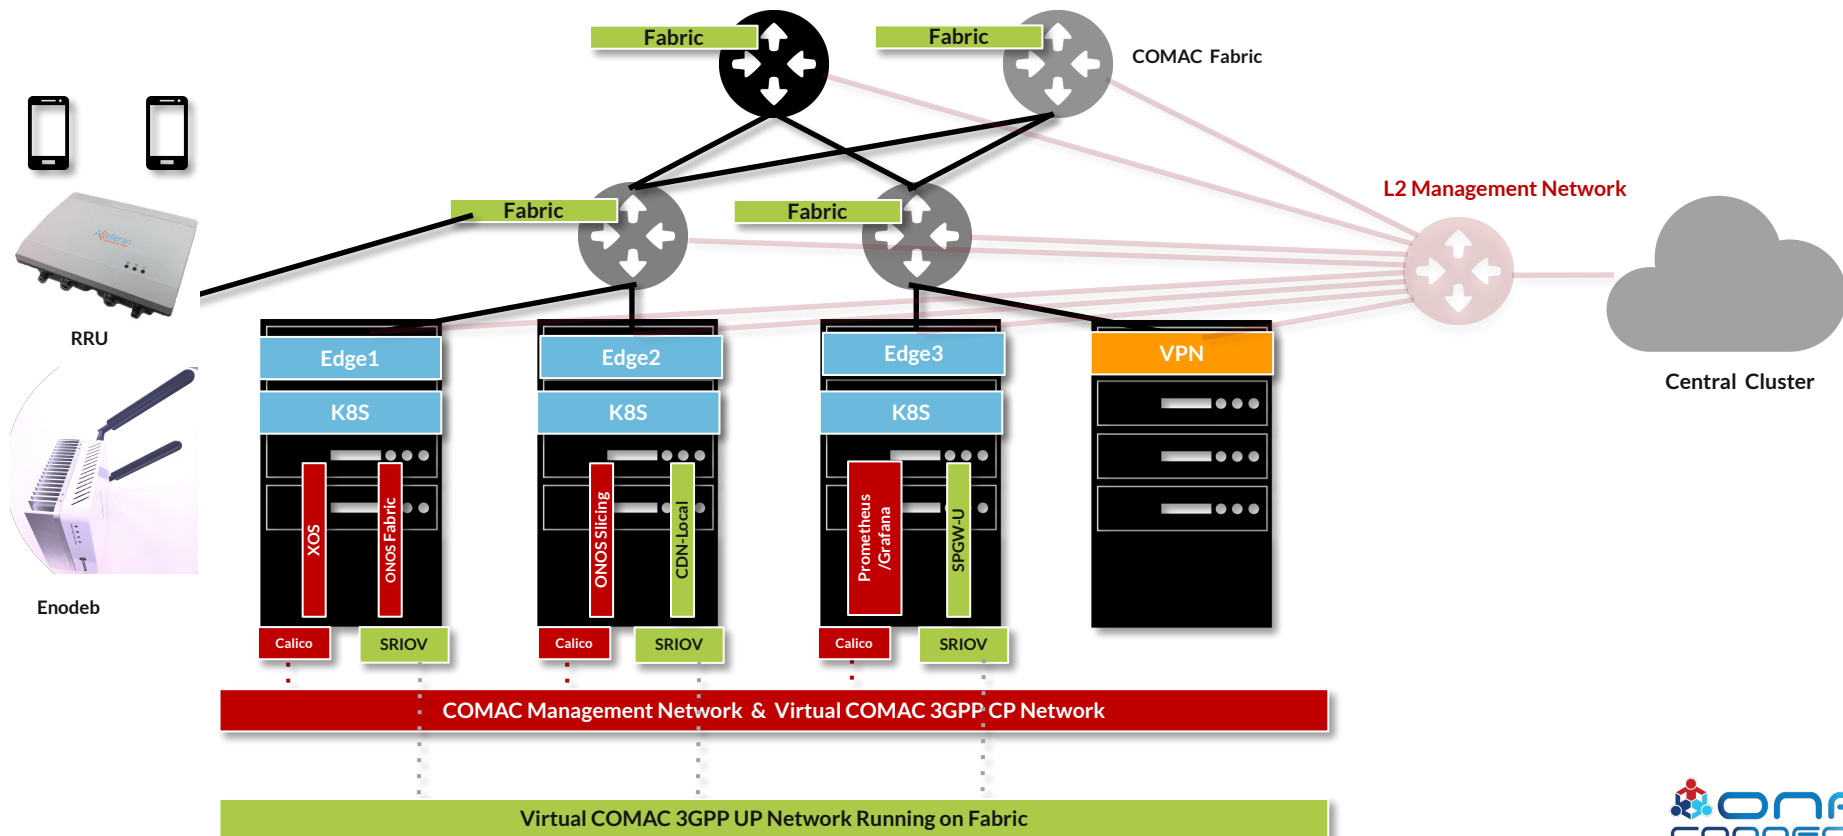 Fabric
Fabric
COMAC Fabric
L2 Management Network
Fabric
Fabric
Accelleran
RRU
Edge1
Edge2
Edge3
VPN
Central Cluster
K8S
K8S
K8S
XOS
ONOS Fabric
ONOS Slicing
CDN-Local
Prometheus
/Grafana
SPGW-U
Enodeb
Calico
SRIOV
Calico
SRIOV
Calico
SRIOV
COMAC Management Network & Virtual COMAC 3GPP CP Network
Virtual COMAC 3GPP UP Network Running on Fabric